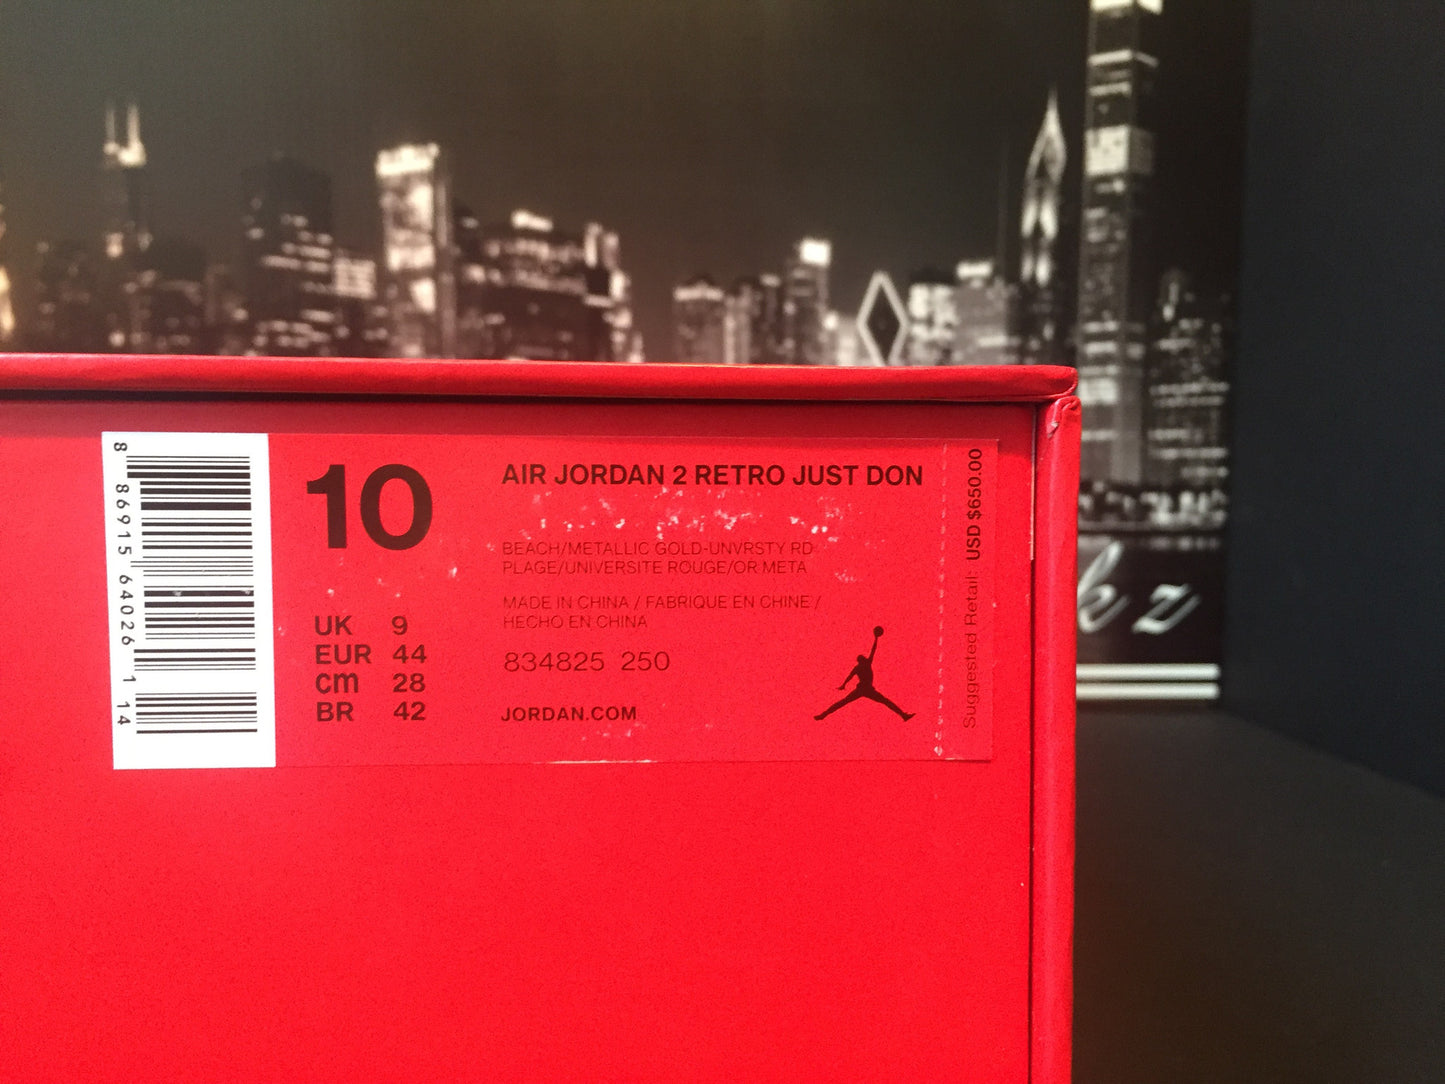 8 86915 64026 1 14
10
UK 9
EUR 44
CM 28
BR 42
AIR JORDAN 2 RETRO JUST DON
BEACH/METALLIC GOLD-UNVRSTY RD
PLAGE/UNIVERSITE ROUGE/OR META
MADE IN CHINA / FABRIQUE EN CHINE /
HECHO EN CHINA
834825 250
JORDAN.COM
Suggested Retail: USD $650.00
kz